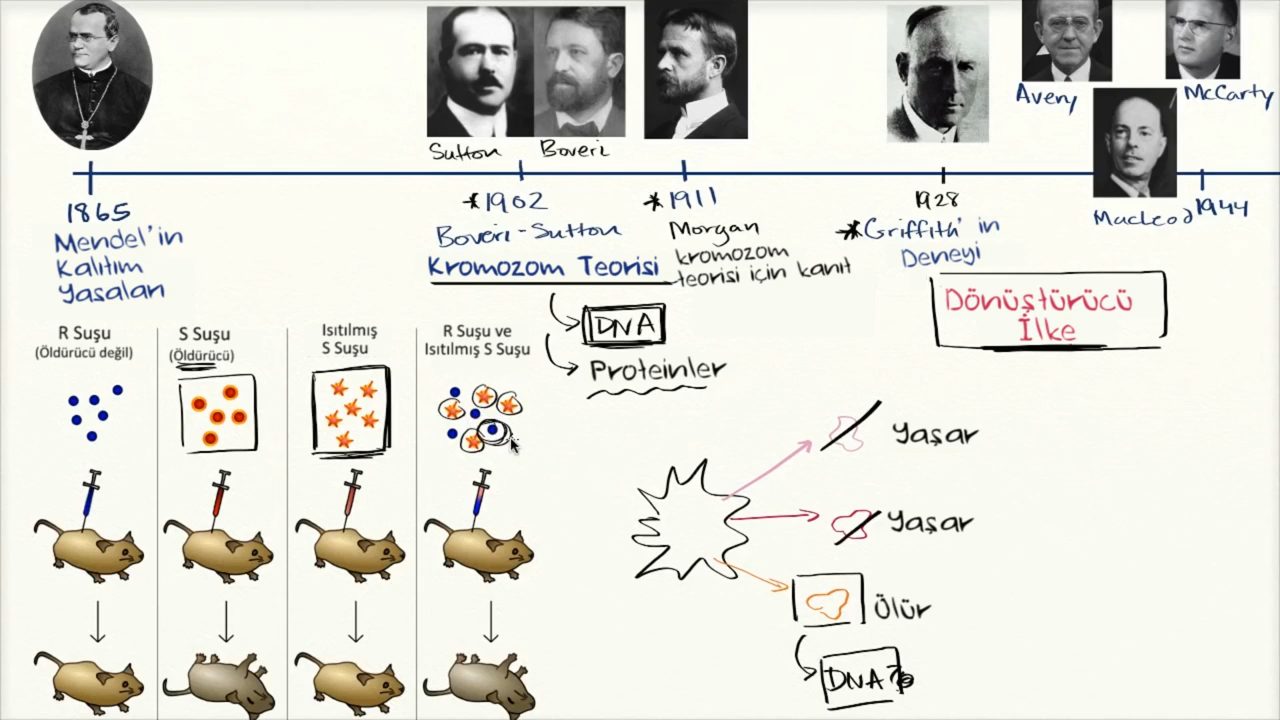 Avery
McCarty
Sutton Boveri
MacLeod
1865
Mendel'in
Kalıtım
Yasaları
*1902
Boveri-Sutton
Kromozom Teorisi
*1911
Morgan
kromozom
teorisi için kanıt
1928
*Griffith'in
Deneyi
1944
Dönüştürücü
İlke
DNA
Proteinler
R Suşu
(Öldürücü değil)
S Suşu
(Öldürücü)
Isıtılmış
S Suşu
R Suşu ve
Isıtılmış S Suşu
Yaşar
Yaşar
Ölür
DNA?